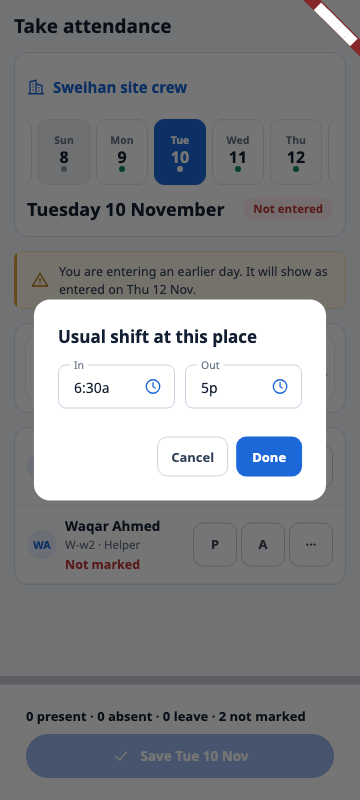 Take attendance
Sweihan site crew
Sun
8
Mon
9
Tue
10
Wed
11
Thu
12
Tuesday 10 November
Not entered
You are entering an earlier day. It will show as
entered on Thu 12 Nov.
Usual shift at this place
In
6:30a
Out
5p
Cancel
Done
WA
Waqar Ahmed
W-w2 · Helper
Not marked
P
A
···
0 present · 0 absent · 0 leave · 2 not marked
Save Tue 10 Nov